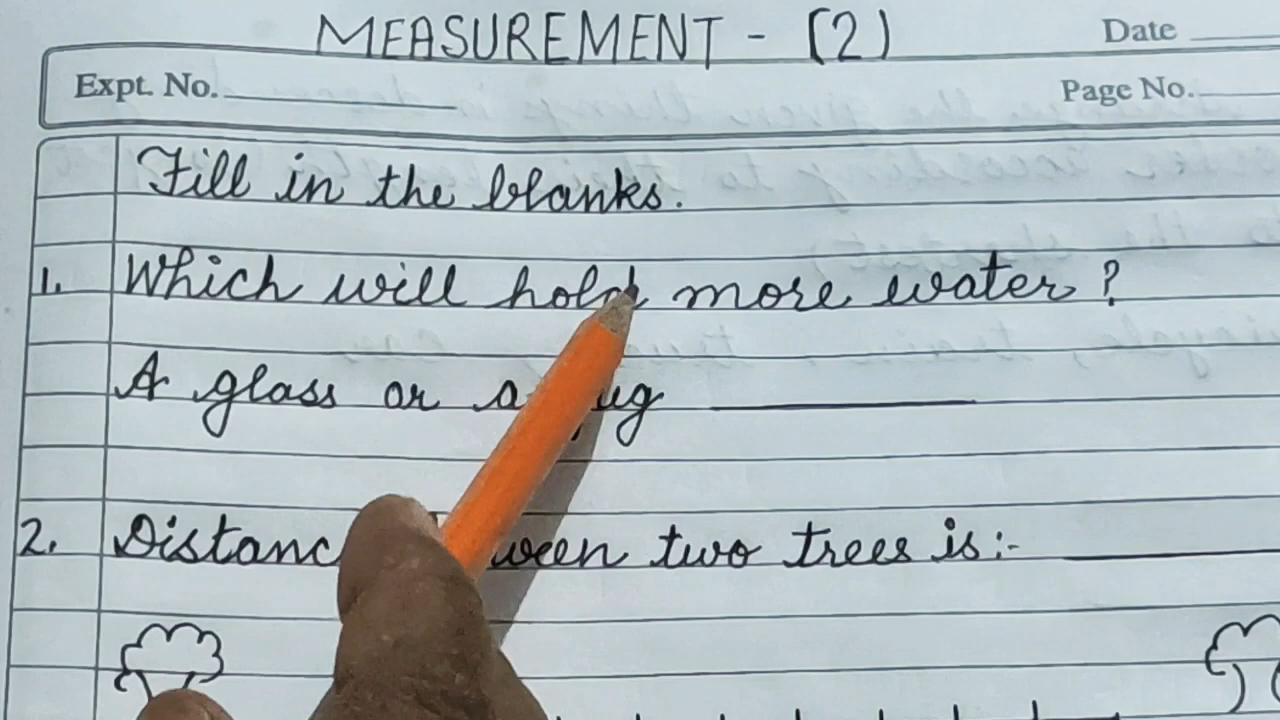 MEASUREMENT - (2)
Date
Expt. No.
Page No.
Fill in the blanks.
1. Which will hold more water ?
A glass or a
2. two trees is :-